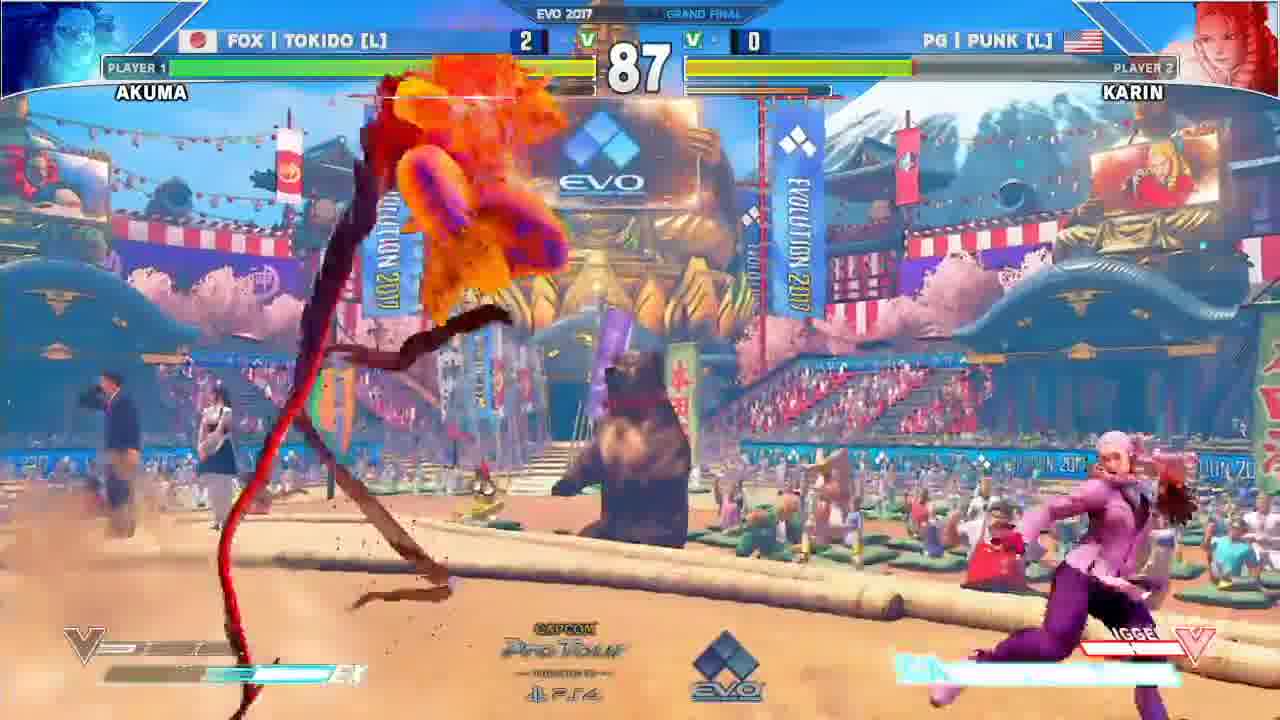 EVO 2017 GRAND FINAL
FOX | TOKIDO [L] 2 V 87 V 0 PG | PUNK [L]
PLAYER 1 PLAYER 2
AKUMA KARIN
EVO
EVOLUTION 2017
2017
CAPCOM
PRO TOUR
PS4
EVO
EX
V
V